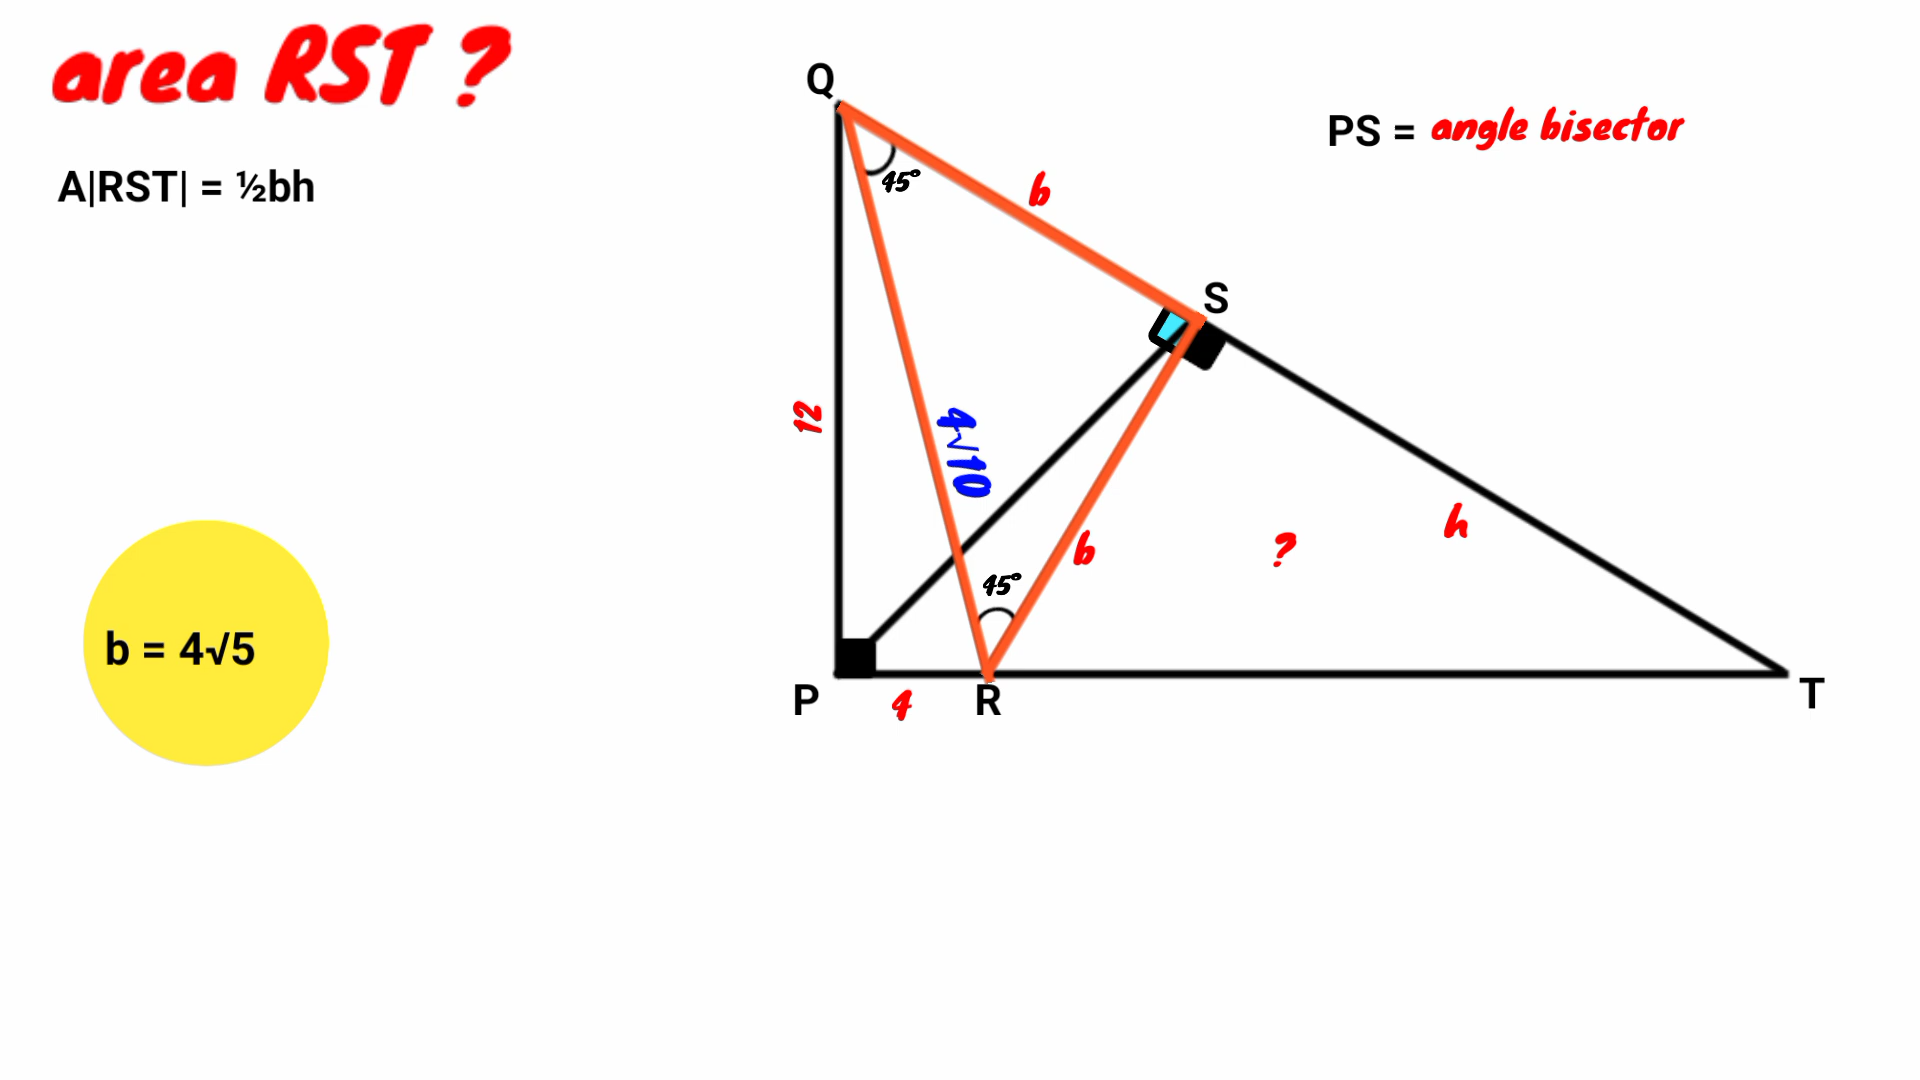 area RST ?
A|RST| = ½bh
PS = angle bisector
Q
45°
b
S
12
4√10
h
?
b
45°
b = 4√5
P
4
R
T